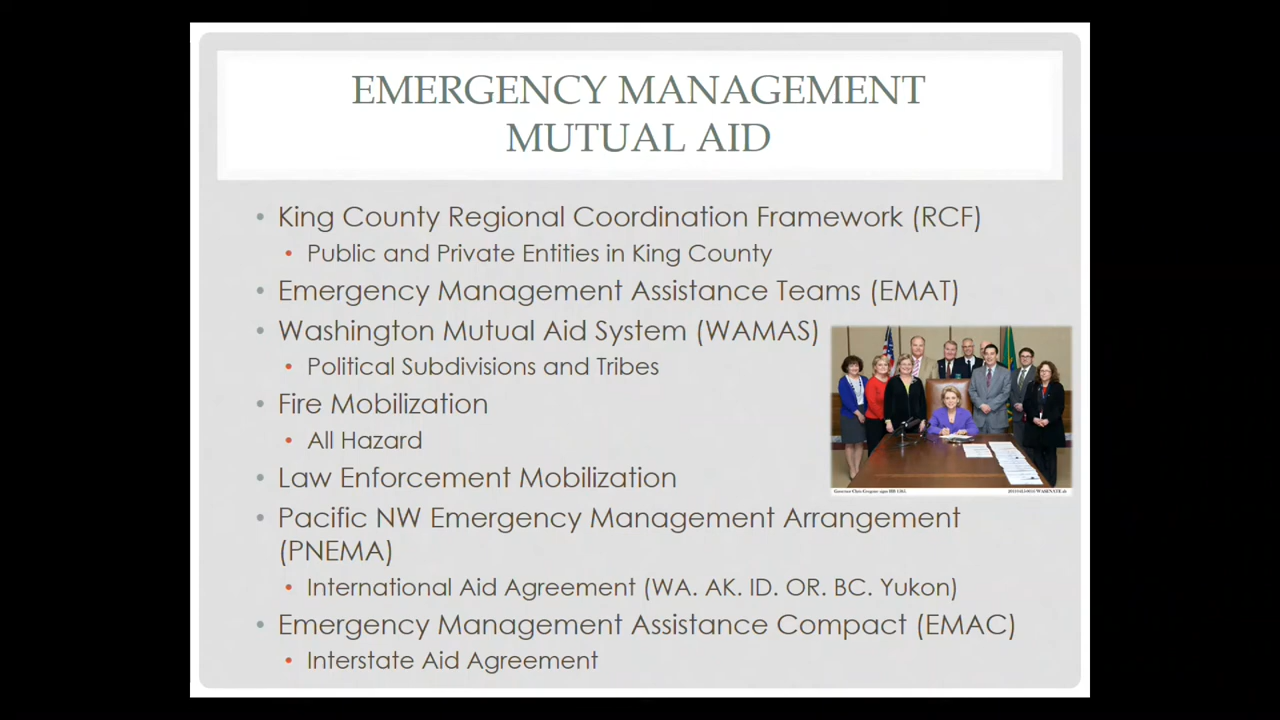 EMERGENCY MANAGEMENT
MUTUAL AID
• King County Regional Coordination Framework (RCF)
• Public and Private Entities in King County
• Emergency Management Assistance Teams (EMAT)
• Washington Mutual Aid System (WAMAS)
• Political Subdivisions and Tribes
• Fire Mobilization
• All Hazard
• Law Enforcement Mobilization
• Pacific NW Emergency Management Arrangement
(PNEMA)
• International Aid Agreement (WA. AK. ID. OR. BC. Yukon)
• Emergency Management Assistance Compact (EMAC)
• Interstate Aid Agreement